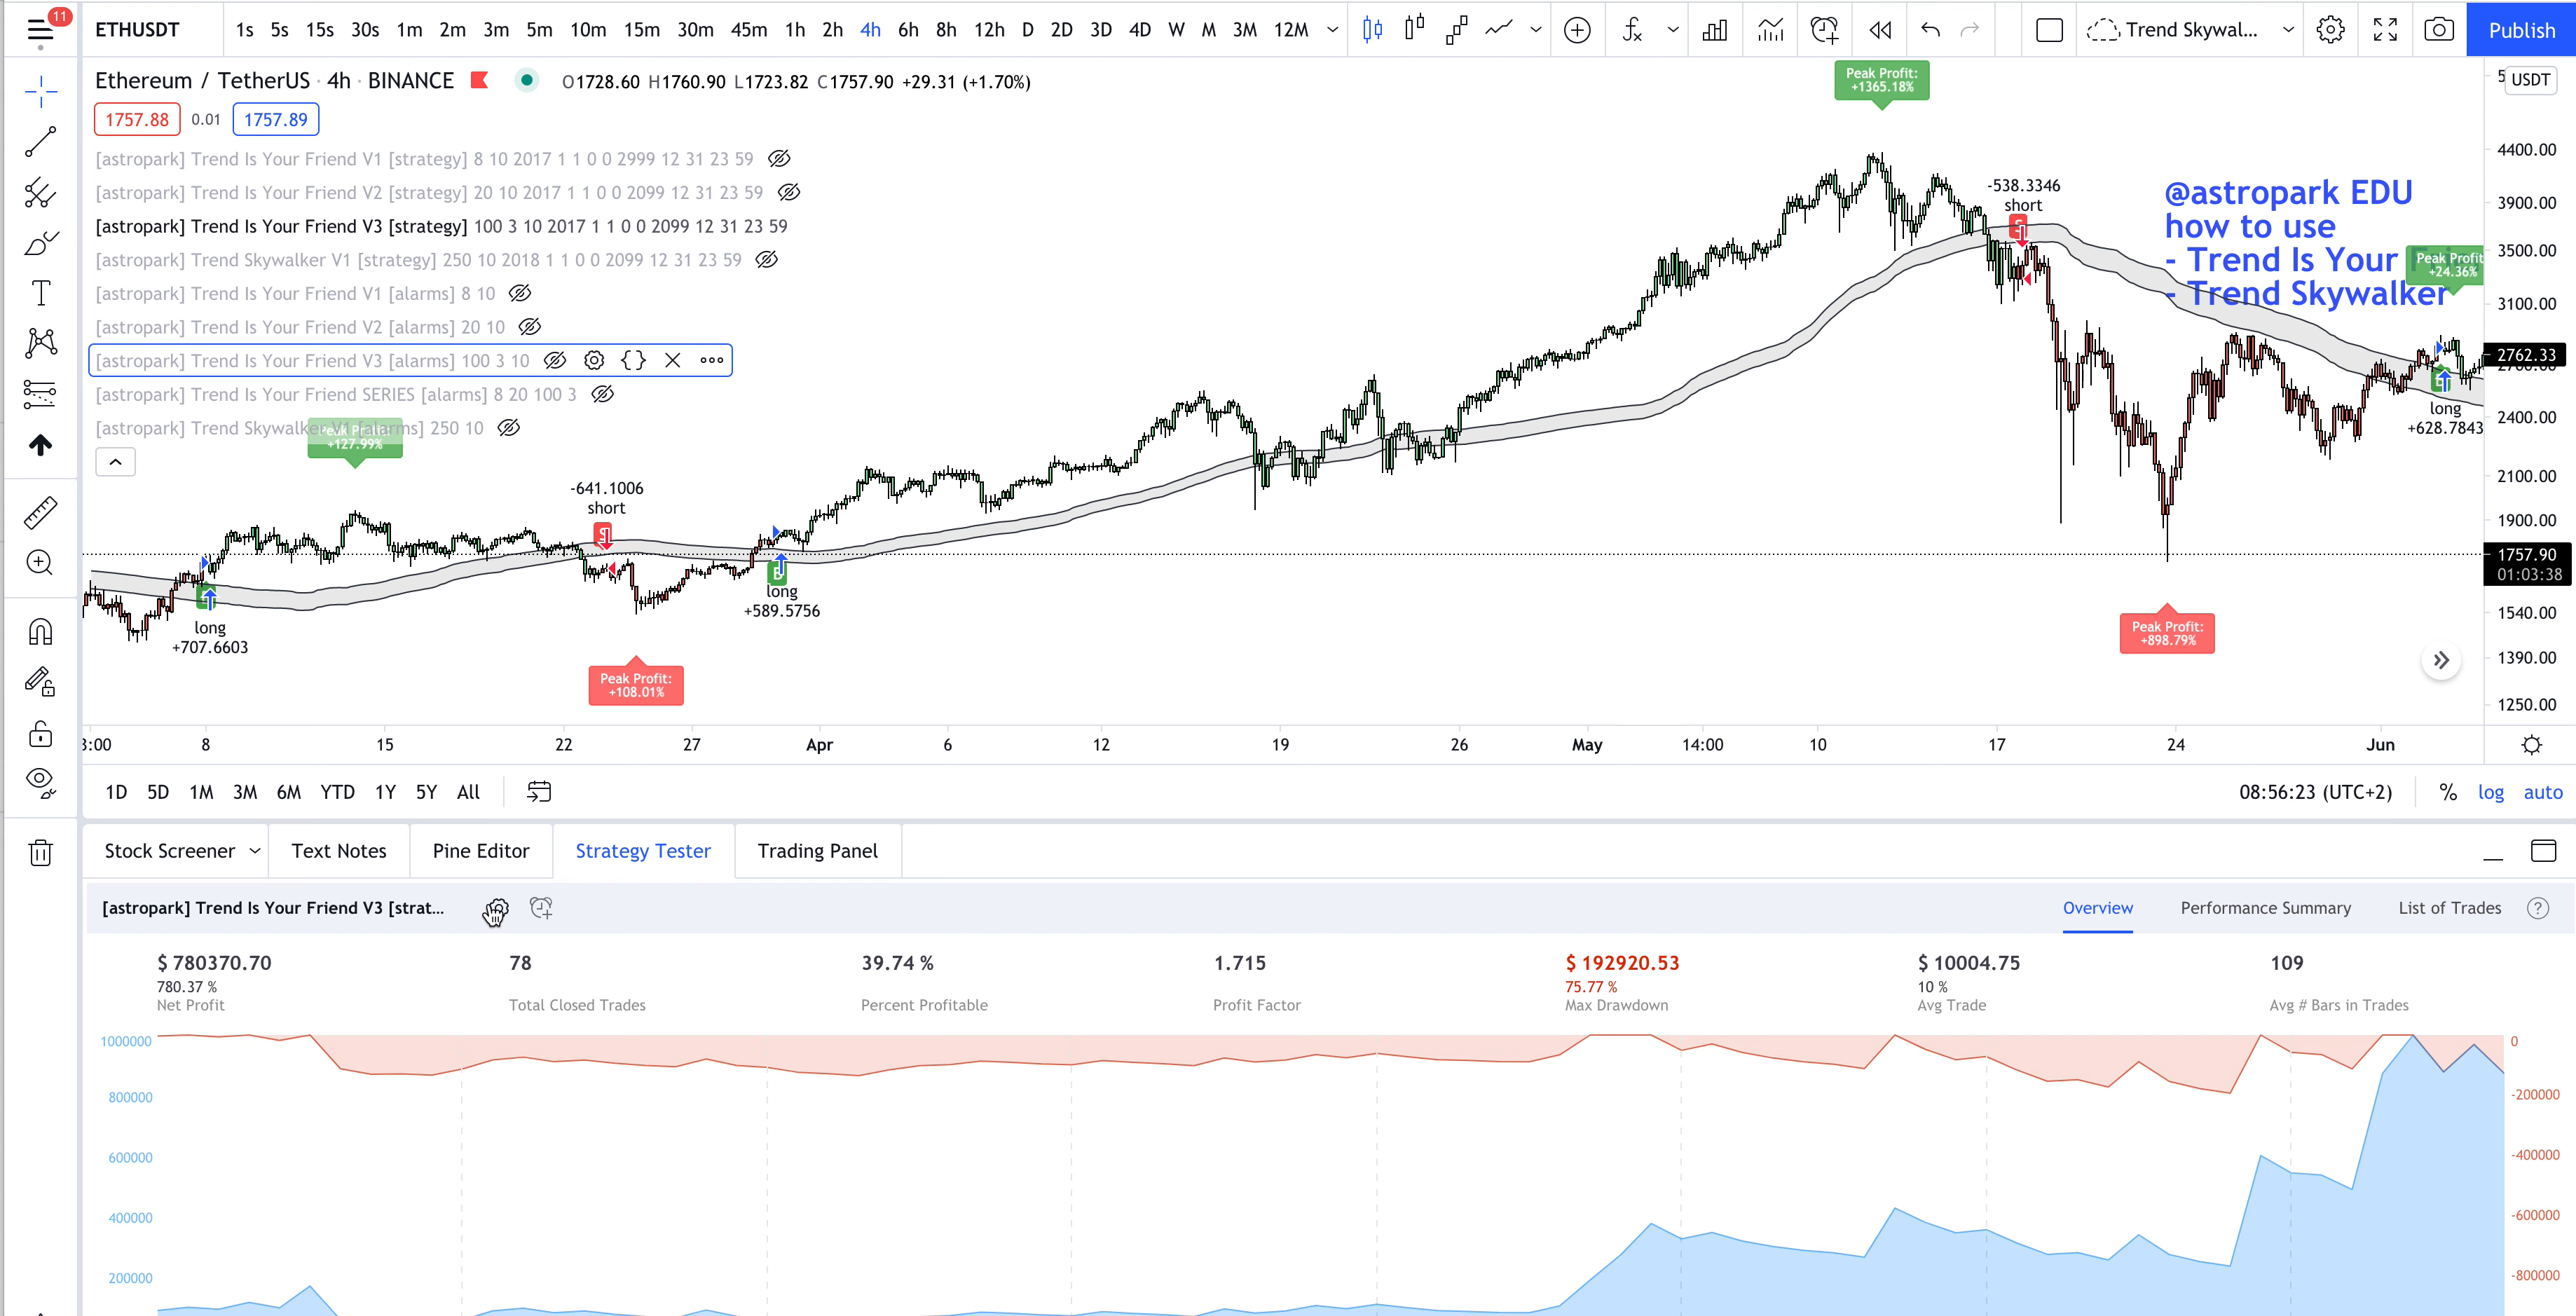 11
ETHUSDT 1s 5s 15s 30s 1m 2m 3m 5m 10m 15m 30m 45m 1h 2h 4h 6h 8h 12h D 2D 3D 4D W M 3M 12M Trend Skywal... Publish
Ethereum / TetherUS · 4h · BINANCE O1728.60 H1760.90 L1723.82 C1757.90 +29.31 (+1.70%)
1757.88 0.01 1757.89
[astropark] Trend Is Your Friend V1 [strategy] 8 10 2017 1 1 0 0 2999 12 31 23 59
[astropark] Trend Is Your Friend V2 [strategy] 20 10 2017 1 1 0 0 2099 12 31 23 59
[astropark] Trend Is Your Friend V3 [strategy] 100 3 10 2017 1 1 0 0 2099 12 31 23 59
[astropark] Trend Skywalker V1 [strategy] 250 10 2018 1 1 0 0 2099 12 31 23 59
[astropark] Trend Is Your Friend V1 [alarms] 8 10
[astropark] Trend Is Your Friend V2 [alarms] 20 10
[astropark] Trend Is Your Friend V3 [alarms] 100 3 10
[astropark] Trend Is Your Friend SERIES [alarms] 8 20 100 3
[astropark] Trend Skywalker V1 [alarms] 250 10
Peak Profit:
+127.99%
long
+707.6603
-641.1006
short
Peak Profit:
+108.01%
long
+589.5756
Peak Profit:
+1365.18%
-538.3346
short
Peak Profit:
+898.79%
@astropark EDU
how to use
- Trend Is Your
- Trend Skywalker
Peak Profit
+24.36%
long
+628.7843
USDT
4400.00
3900.00
3500.00
3100.00
2762.33
2400.00
2100.00
1900.00
1757.90
01:03:38
1540.00
1390.00
1250.00
3:00 8 15 22 27 Apr 6 12 19 26 May 14:00 10 17 24 Jun
1D 5D 1M 3M 6M YTD 1Y 5Y All 08:56:23 (UTC+2) % log auto
Stock Screener Text Notes Pine Editor Strategy Tester Trading Panel
[astropark] Trend Is Your Friend V3 [strat... Overview Performance Summary List of Trades ?
$ 780370.70
780.37 %
Net Profit
78
Total Closed Trades
39.74 %
Percent Profitable
1.715
Profit Factor
$ 192920.53
75.77 %
Max Drawdown
$ 10004.75
10 %
Avg Trade
109
Avg # Bars in Trades
1000000
800000
600000
400000
200000
0
-200000
-400000
-600000
-800000